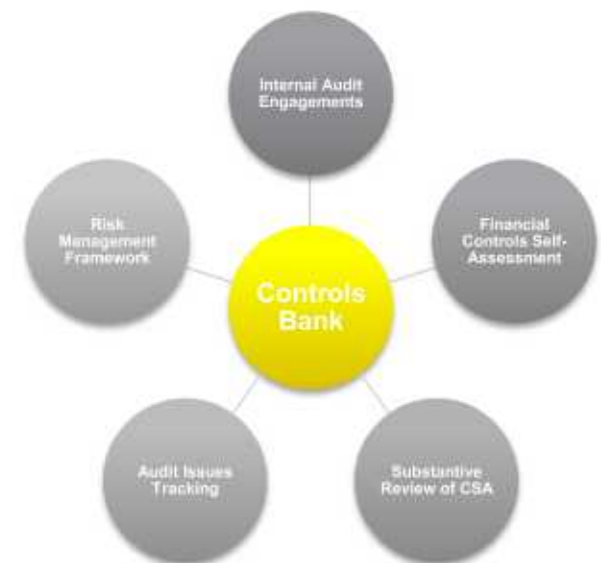 Internal Audit
Engagements
Risk
Management
Framework
Financial
Controls Self-
Assessment
Controls
Bank
Audit Issues
Tracking
Substantive
Review of CSA